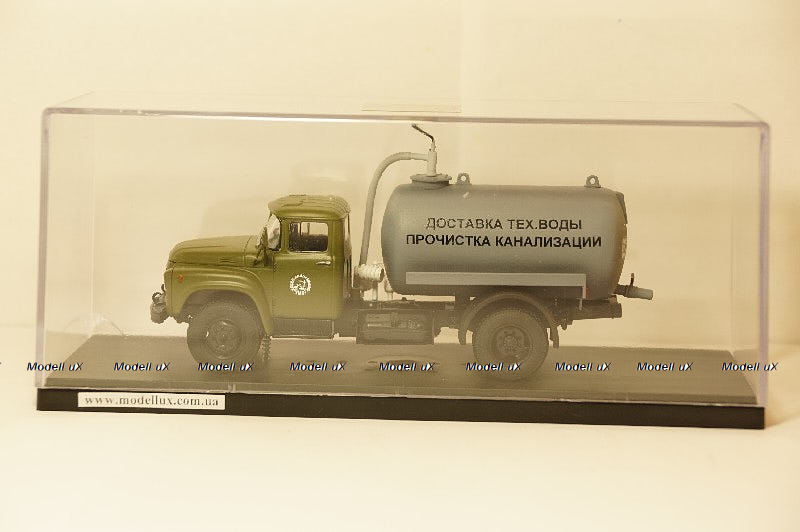 ДОСТАВКА ТЕХ.ВОДЫ
ПРОЧИСТКА КАНАЛИЗАЦИИ
Modell uX Modell uX Modell uX Modell uX Modell uX Modell uX Modell uX Modell uX Modell uX
www.modellux.com.ua